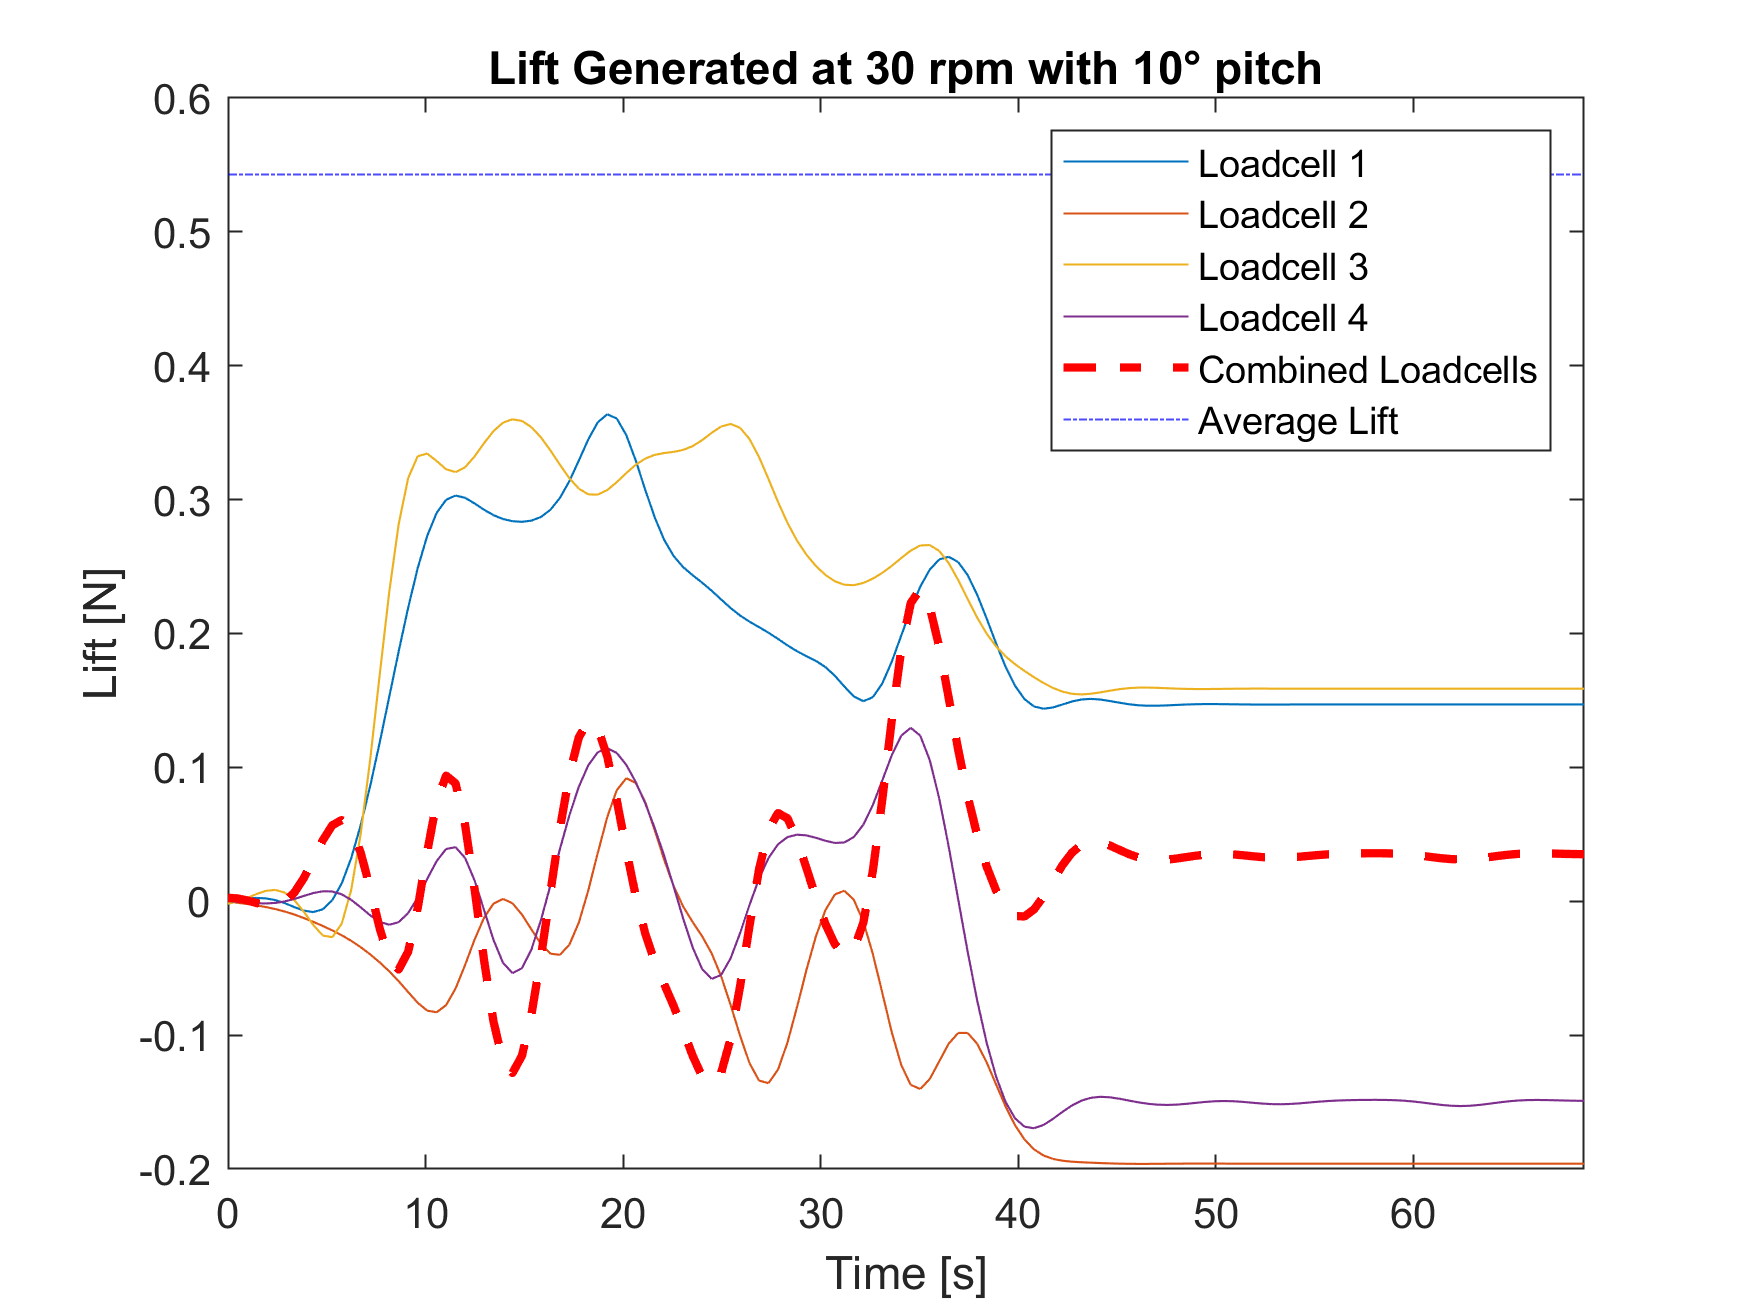 Lift Generated at 30 rpm with 10° pitch
0.6
0.5
0.4
0.3
0.2
0.1
0
-0.1
-0.2
Lift [N]
Loadcell 1
Loadcell 2
Loadcell 3
Loadcell 4
Combined Loadcells
Average Lift
0 10 20 30 40 50 60
Time [s]